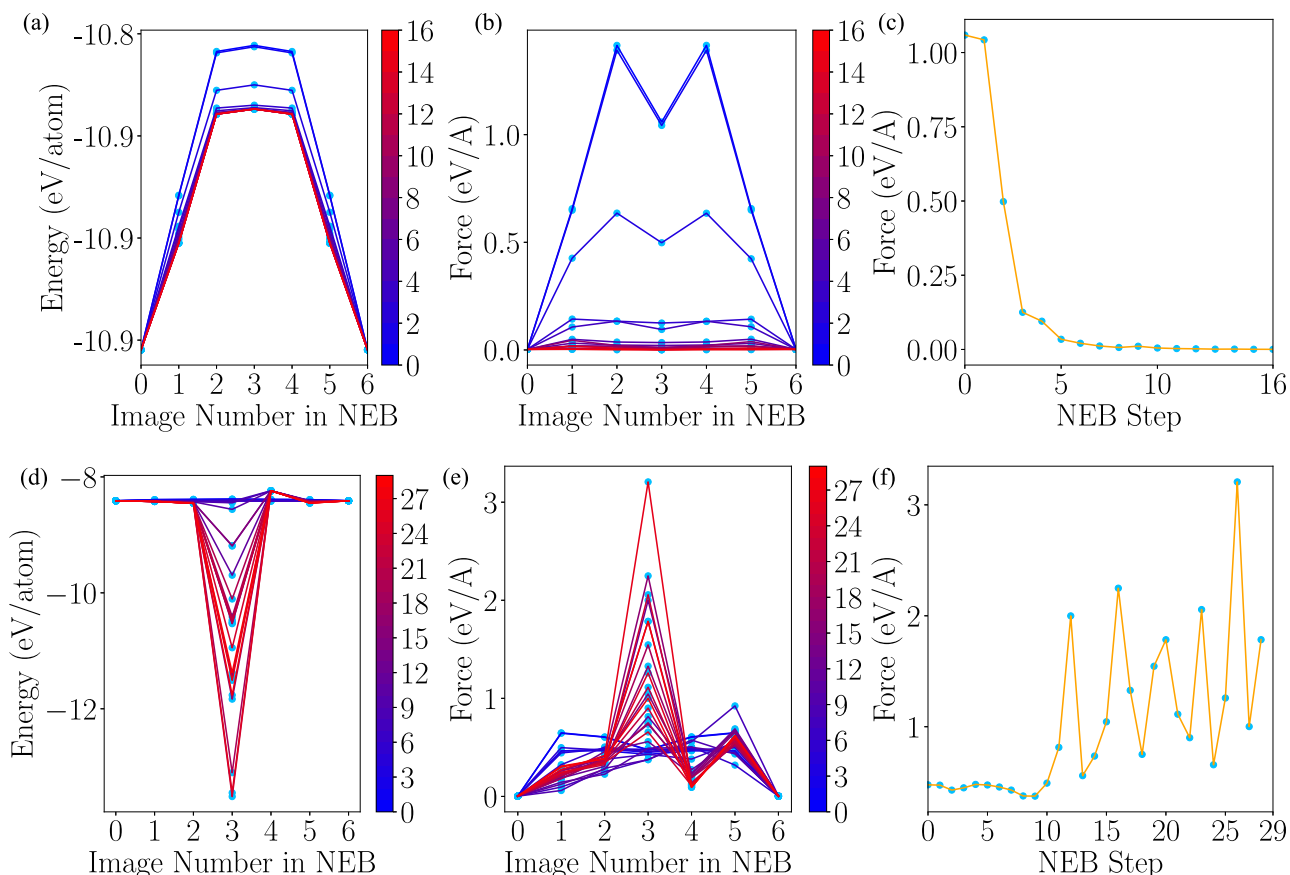 (a)
Energy (eV/atom)
-10.8
-10.9
-10.9
-10.9
0 1 2 3 4 5 6
Image Number in NEB
16
14
12
10
8
6
4
2
0
(b)
Force (eV/A)
1.0
0.5
0.0
0 1 2 3 4 5 6
Image Number in NEB
16
14
12
10
8
6
4
2
0
(c)
Force (eV/A)
1.00
0.75
0.50
0.25
0.00
0 5 10 16
NEB Step
(d)
Energy (eV/atom)
−8
−10
−12
0 1 2 3 4 5 6
Image Number in NEB
27
24
21
18
15
12
9
6
3
0
(e)
Force (eV/A)
3
2
1
0
0 1 2 3 4 5 6
Image Number in NEB
27
24
21
18
15
12
9
6
3
0
(f)
Force (eV/A)
3
2
1
0 5 10 15 20 25 29
NEB Step